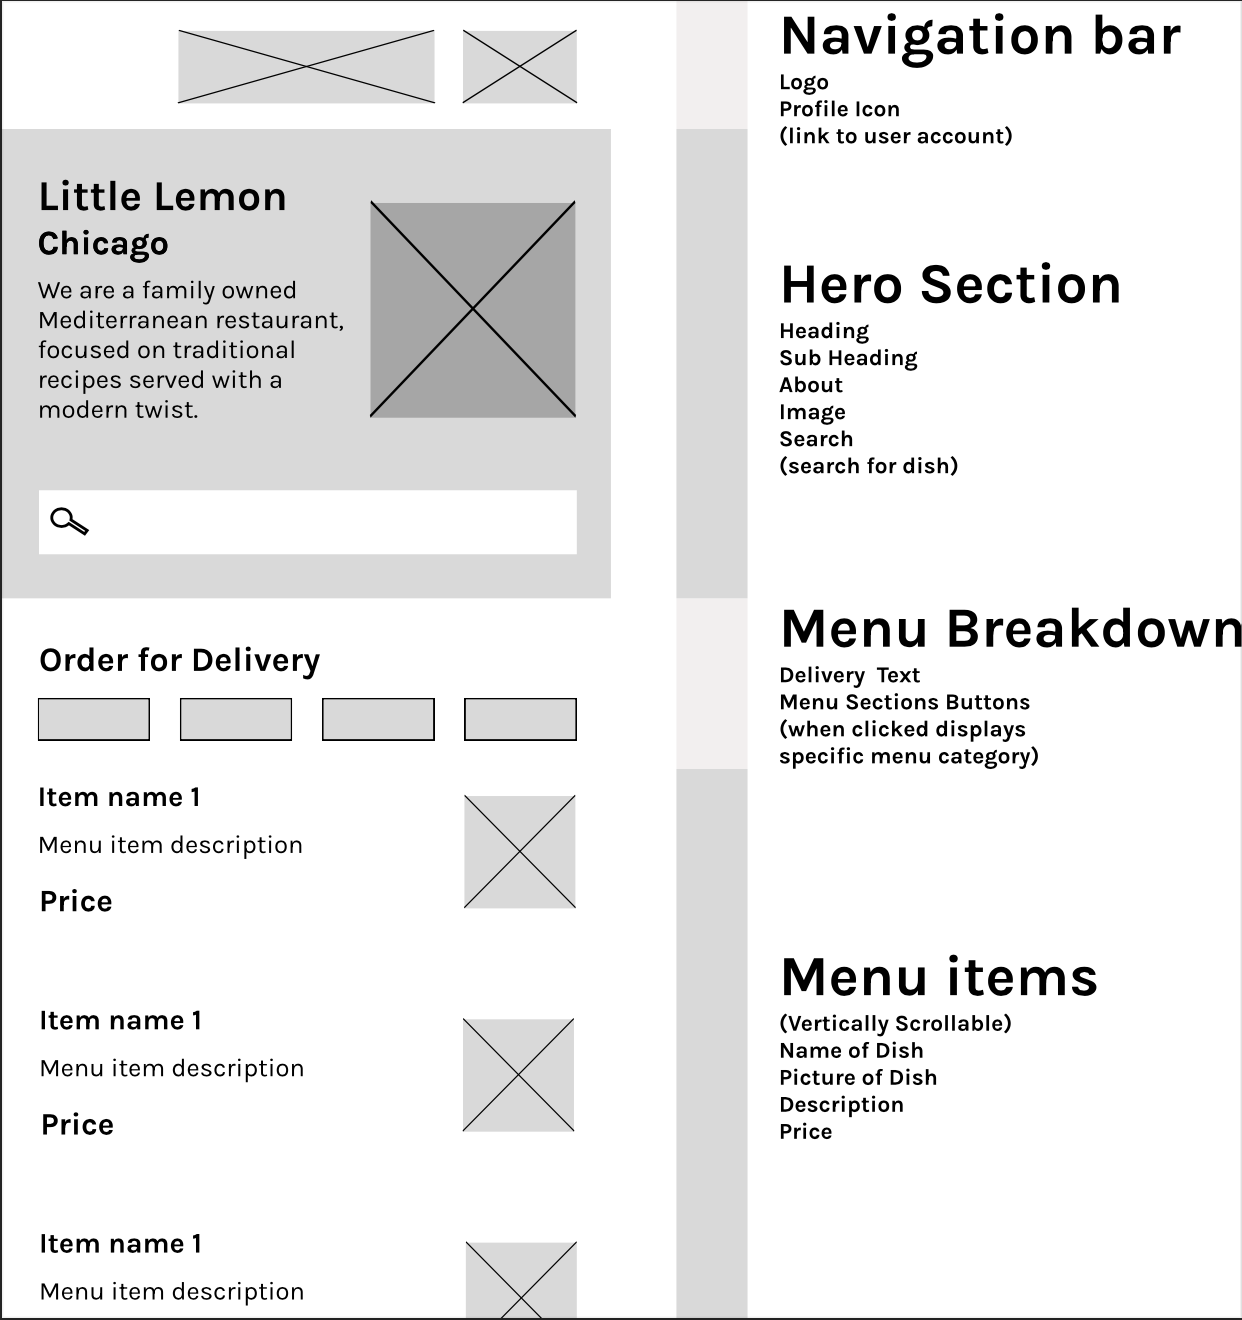 Little Lemon
Chicago
We are a family owned
Mediterranean restaurant,
focused on traditional
recipes served with a
modern twist.
Order for Delivery
Item name 1
Menu item description
Price
Item name 1
Menu item description
Price
Item name 1
Menu item description
Navigation bar
Logo
Profile Icon
(link to user account)
Hero Section
Heading
Sub Heading
About
Image
Search
(search for dish)
Menu Breakdown
Delivery  Text
Menu Sections Buttons
(when clicked displays
specific menu category)
Menu items
(Vertically Scrollable)
Name of Dish
Picture of Dish
Description
Price